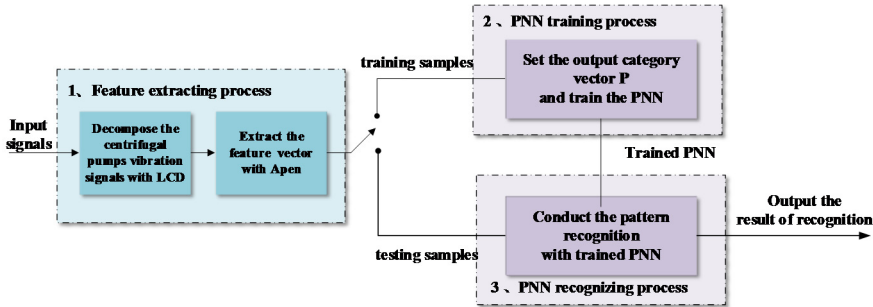 Input
signals
1、Feature extracting process
Decompose the
centrifugal
pumps vibration
signals with LCD
Extract the
feature vector
with Apen
training samples
testing samples
2 、PNN training process
Set the output category
vector P
and train the PNN
Trained PNN
Conduct the pattern
recognition
with trained PNN
3 、PNN recognizing process
Output the
result of recognition